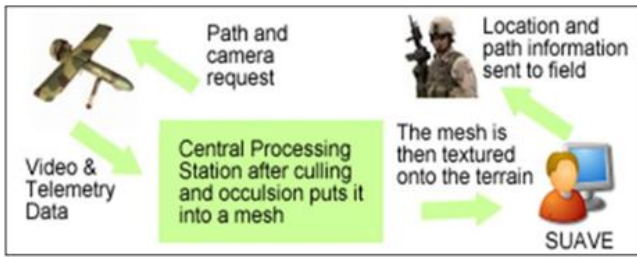 Path and
camera
request
Location and
path information
sent to field
Video &
Telemetry
Data
Central Processing
Station after culling
and occulsion puts it
into a mesh
The mesh is
then textured
onto the terrain
SUAVE